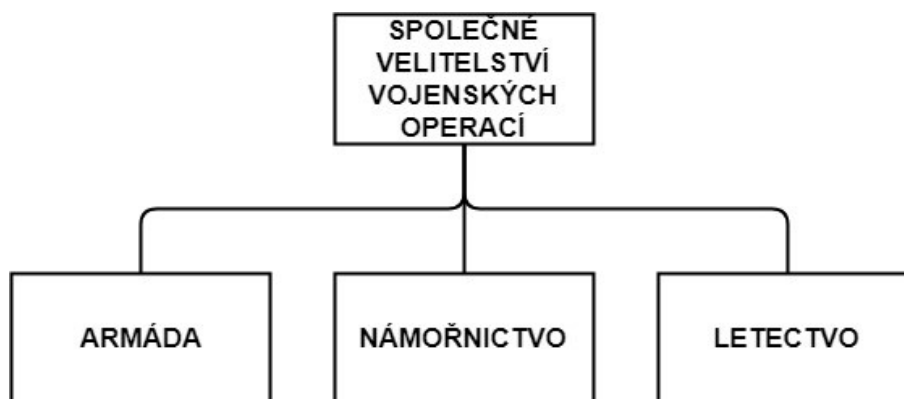 SPOLEČNÉ
VELITELSTVÍ
VOJENSKÝCH
OPERACÍ
ARMÁDA
NÁMOŘNICTVO
LETECTVO